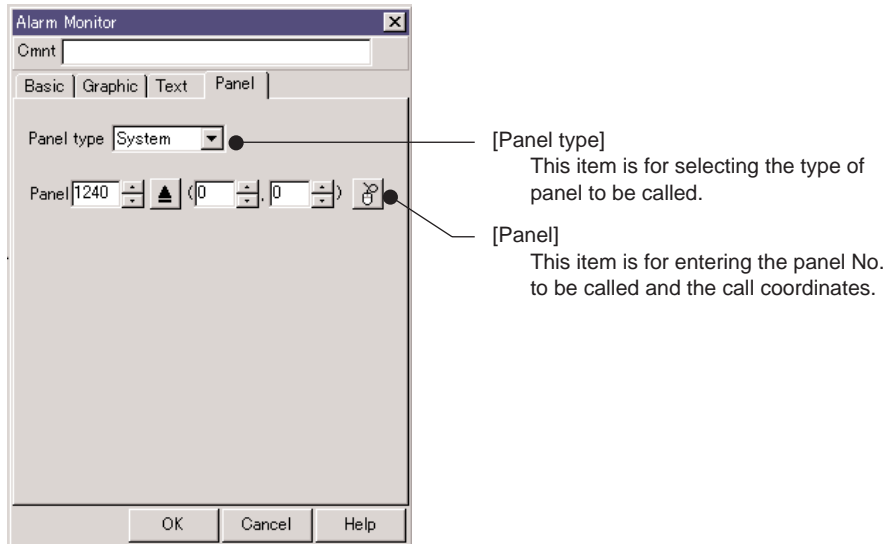 Alarm Monitor
Cmnt
Basic Graphic Text Panel
Panel type System
Panel 1240 (0 , 0 )
OK Cancel Help
[Panel type]
This item is for selecting the type of
panel to be called.
[Panel]
This item is for entering the panel No.
to be called and the call coordinates.